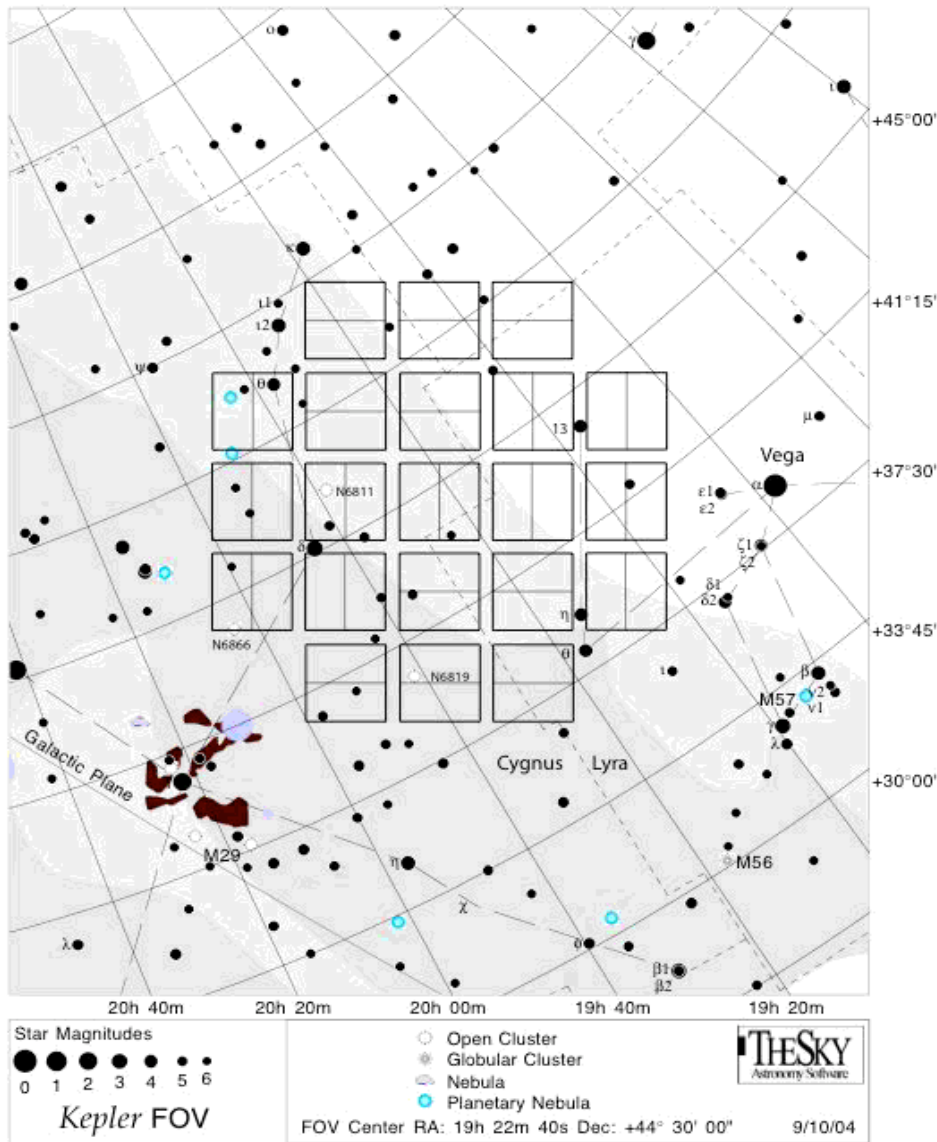 ο
γ
ι
+45°00'
κ
ι1
ι2
+41°15'
ψ
θ
13
μ
Vega
+37°30'
α
ε1
ε2
N6811
δ
ζ1
ζ2
δ1
δ2
η
+33°45'
N6866
θ
ι
N6819
β
M57
ν2
ν1
γ
λ
Galactic Plane
Cygnus
Lyra
+30°00'
M29
η
M56
χ
λ
φ
β1
β2
20h 40m
20h 20m
20h 00m
19h 40m
19h 20m
Star Magnitudes
0 1 2 3 4 5 6
Kepler FOV
Open Cluster
Globular Cluster
Nebula
Planetary Nebula
FOV Center RA: 19h 22m 40s Dec: +44° 30' 00"
THESKY
Astronomy Software
9/10/04